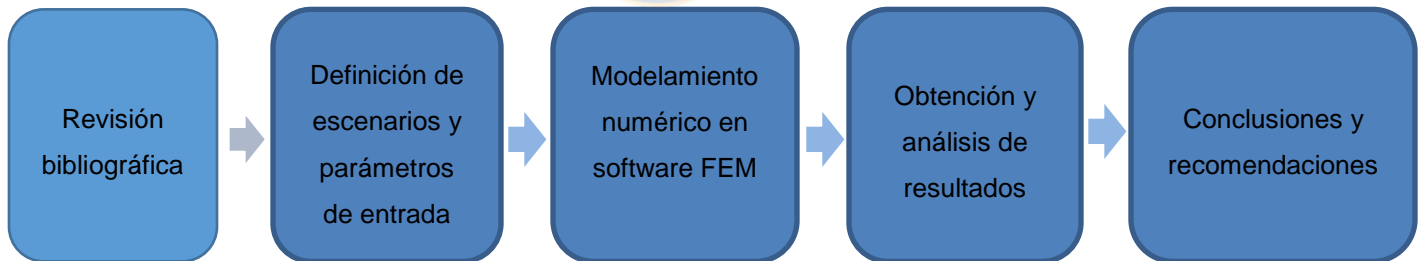 Revisión
bibliográfica
Definición de
escenarios y
parámetros
de entrada
Modelamiento
numérico en
software FEM
Obtención y
análisis de
resultados
Conclusiones y
recomendaciones